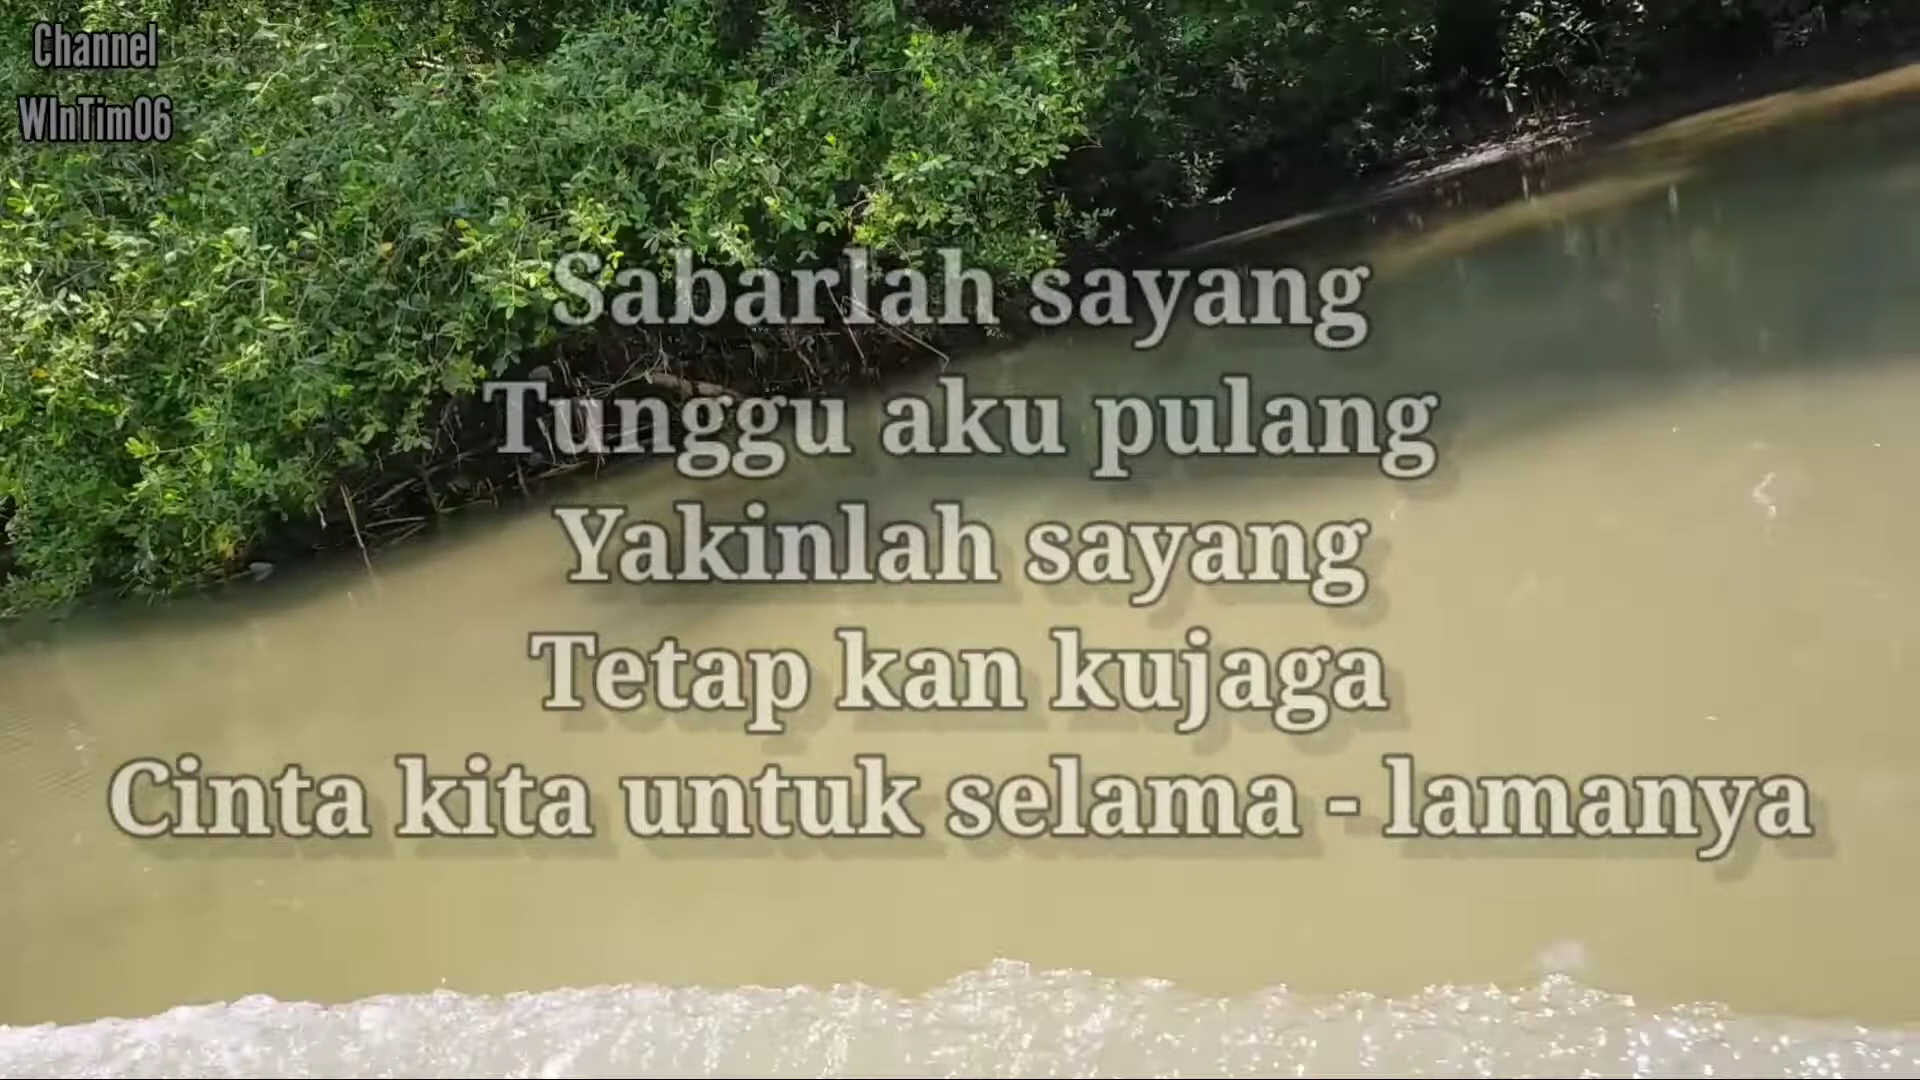 Channel
WInTim06
Sabarlah sayang
Tunggu aku pulang
Yakinlah sayang
Tetap kan kujaga
Cinta kita untuk selama - lamanya